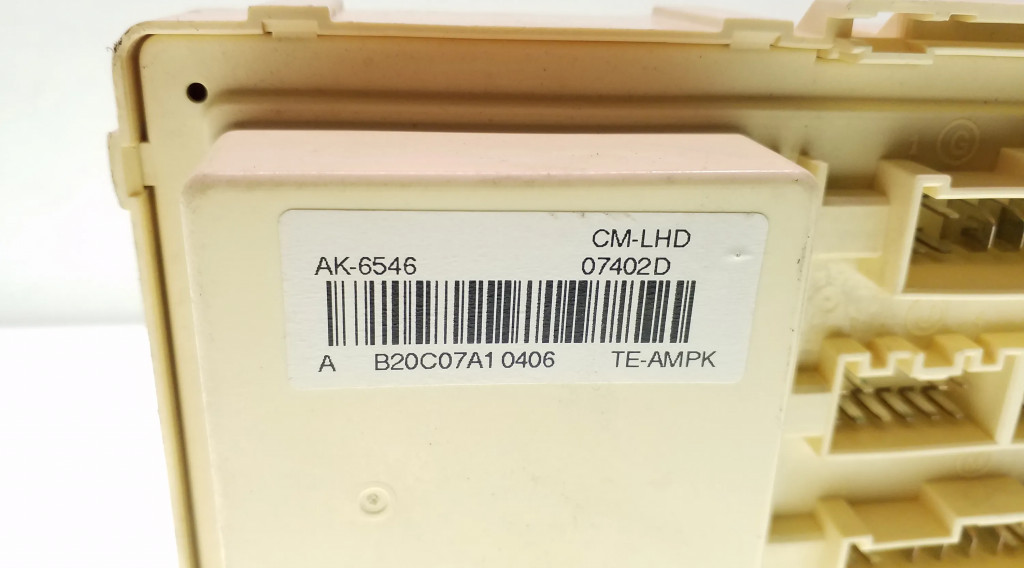 CM-LHD
AK-6546 07402D
A B20C07A1 0406 TE-AMPK
G